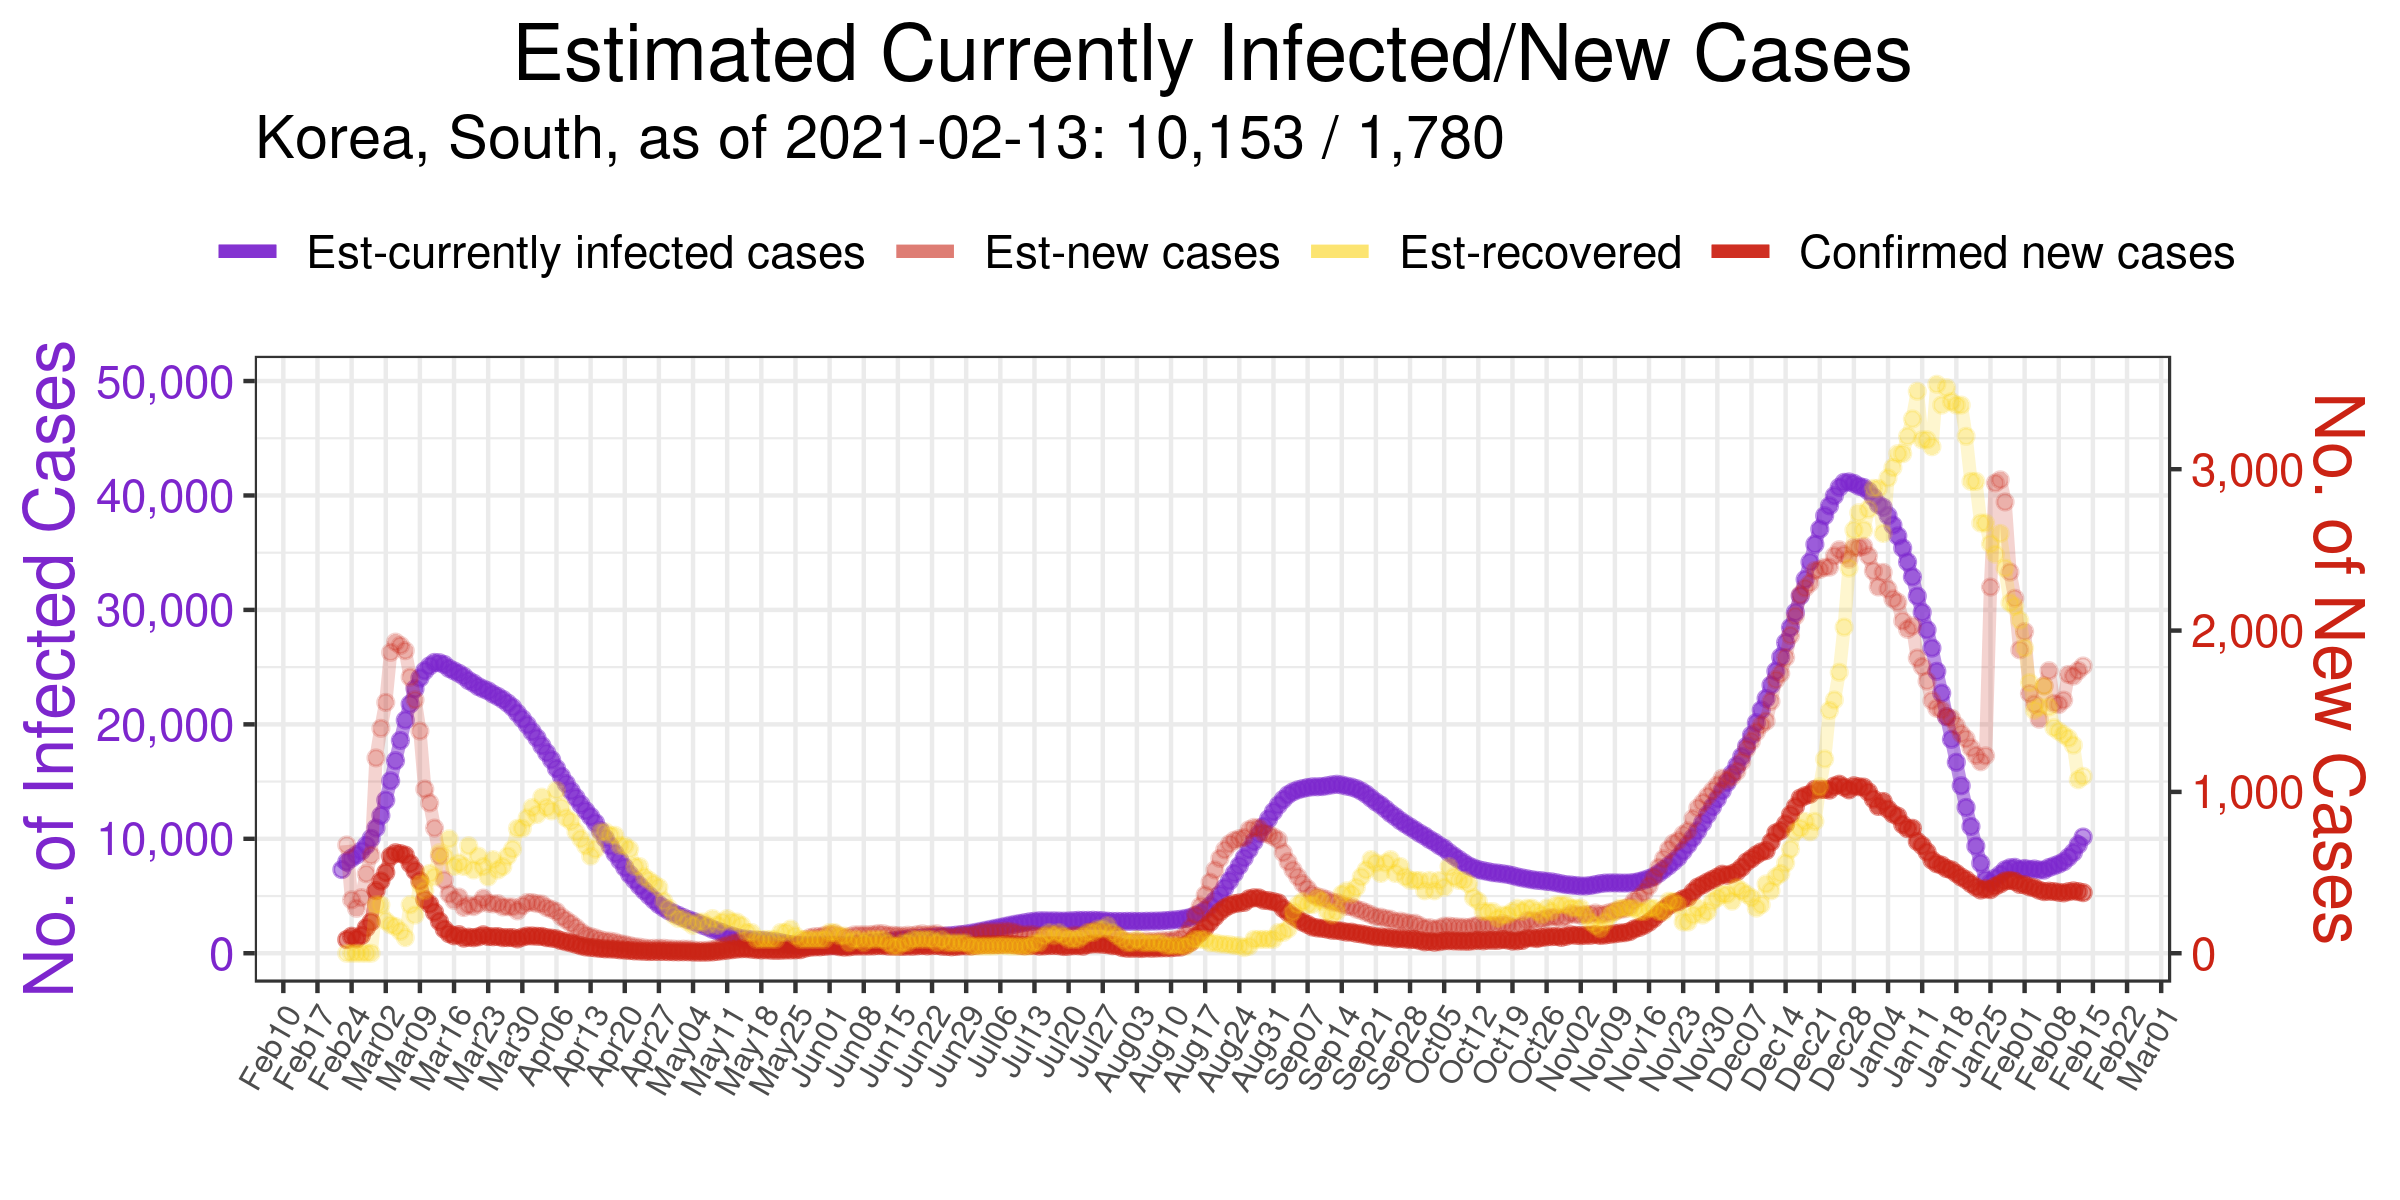 Estimated Currently Infected/New Cases
Korea, South, as of 2021-02-13: 10,153 / 1,780
Est-currently infected cases Est-new cases Est-recovered Confirmed new cases
No. of Infected Cases
50,000
40,000
30,000
20,000
10,000
0
No. of New Cases
3,000
2,000
1,000
0
Feb10 Feb17 Feb24 Mar02 Mar09 Mar16 Mar23 Mar30 Apr06 Apr13 Apr20 Apr27 May04 May11 May18 May25 Jun01 Jun08 Jun15 Jun22 Jun29 Jul06 Jul13 Jul20 Jul27 Aug03 Aug10 Aug17 Aug24 Aug31 Sep07 Sep14 Sep21 Sep28 Oct05 Oct12 Oct19 Oct26 Nov02 Nov09 Nov16 Nov23 Nov30 Dec07 Dec14 Dec21 Dec28 Jan04 Jan11 Jan18 Jan25 Feb01 Feb08 Feb15 Feb22 Mar01